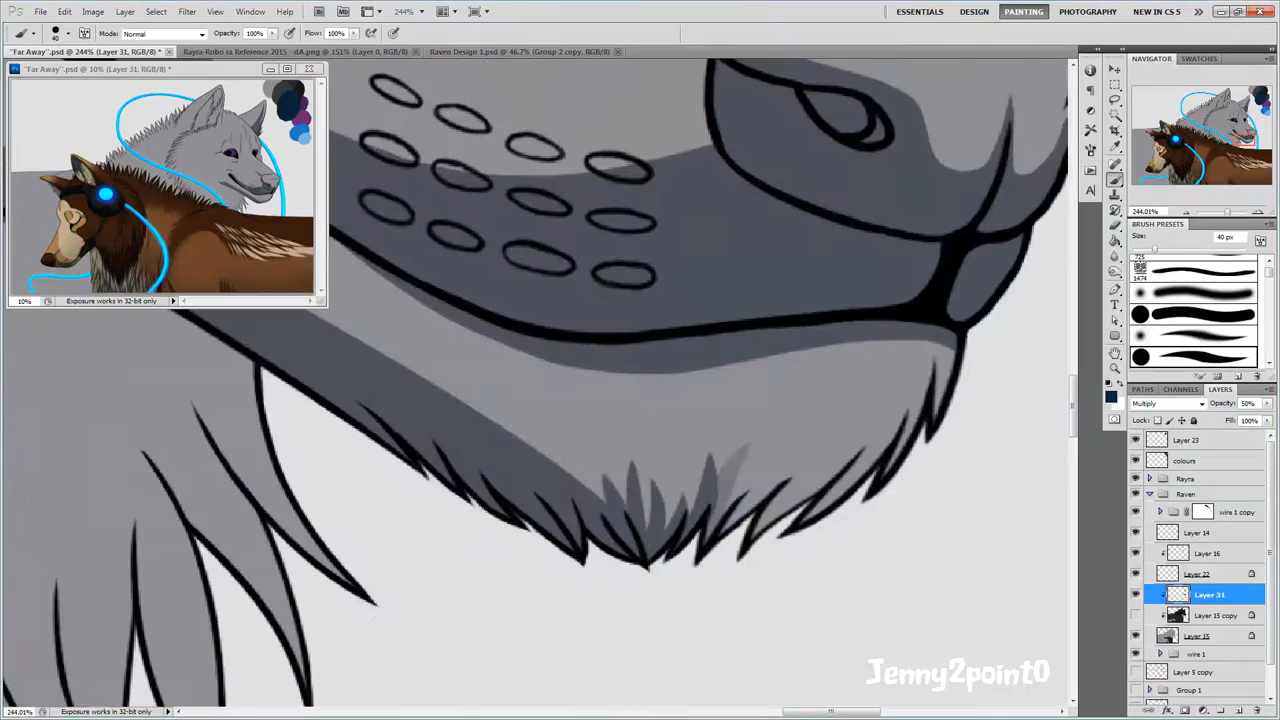 File Edit Image Layer Select Filter Analysis 3D View Window Help
244%
ESSENTIALS DESIGN PAINTING PHOTOGRAPHY NEW IN CS 5
40 Mode: Normal Opacity: 100% Flow: 100%
"Far Away".psd @ 244% (Layer 31, RGB/8) *
Rayra-Robo ra Reference 2015 - dA.png @ 151% (Layer 0, RGB/8)
Raven Design 1.psd @ 46.7% (Group 2 copy, RGB/8)
"Far Away".psd @ 10% (Layer 31, RGB/8) *
10% Exposure works in 32-bit only
NAVIGATOR SWATCHES
244.01%
BRUSH PRESETS
Size: 40 px
725
1474
PATHS CHANNELS LAYERS
Multiply Opacity: 50%
Lock: Fill: 100%
Layer 23
colours
Rayra
Raven
wire 1 copy
Layer 14
Layer 16
Layer 22
Layer 31
Layer 15 copy
Layer 15
wire 1
Layer 5 copy
Group 1
Jenny2point0
244.01% Exposure works in 32-bit only